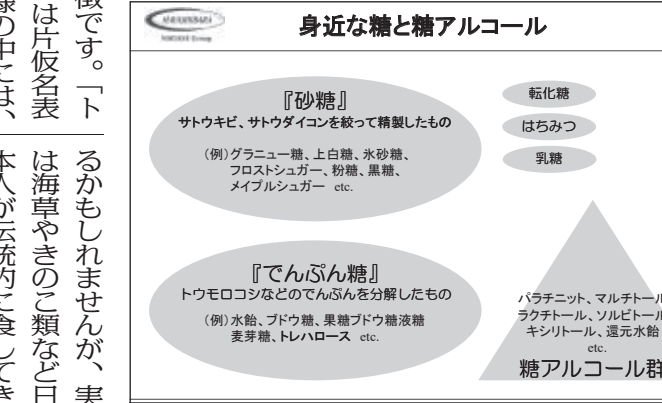 徴です。「ト
は片仮名表
様の中には、
るかもしれませんが、実
は海草やきのこ類など日
本人が伝統的に食してき
身近な糖と糖アルコール
『砂糖』
サトウキビ、サトウダイコンを絞って精製したもの
(例)グラニュー糖、上白糖、氷砂糖、
フロストシュガー、粉糖、黒糖、
メイプルシュガー etc.
転化糖
はちみつ
乳糖
『でんぷん糖』
トウモロコシなどのでんぷんを分解したもの
(例)水飴、ブドウ糖、果糖ブドウ糖液糖
麦芽糖、トレハロース etc.
パラチニット、マルチトール
ラクチトール、ソルビトール
キシリトール、還元水飴
etc.
糖アルコール群